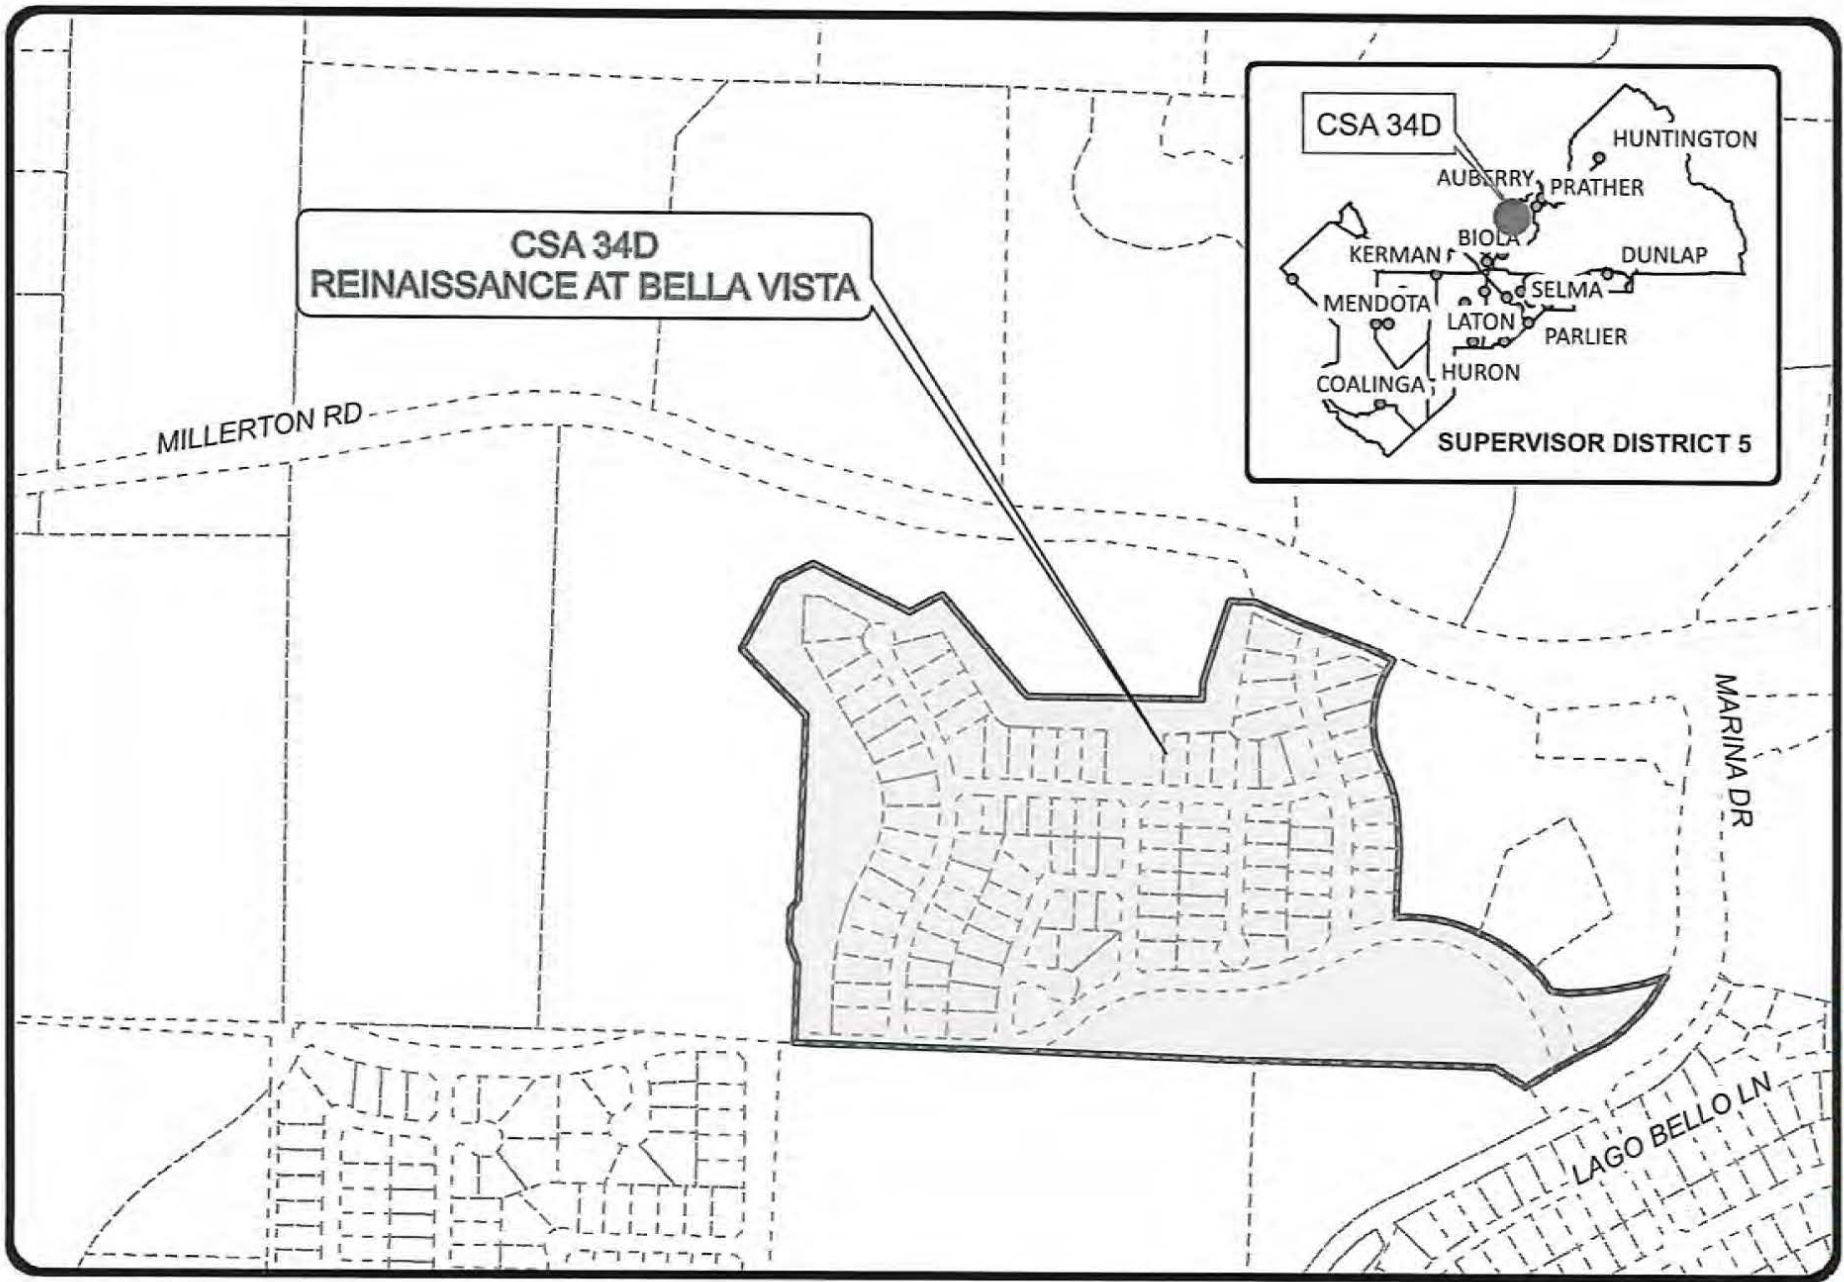 CSA 34D
REINAISSANCE AT BELLA VISTA
MILLERTON RD
MARINA DR
LAGO BELLO LN
CSA 34D
HUNTINGTON
AUBERRY
PRATHER
BIOLA
KERMAN
DUNLAP
SELMA
MENDOTA
LATON
PARLIER
HURON
COALINGA
SUPERVISOR DISTRICT 5